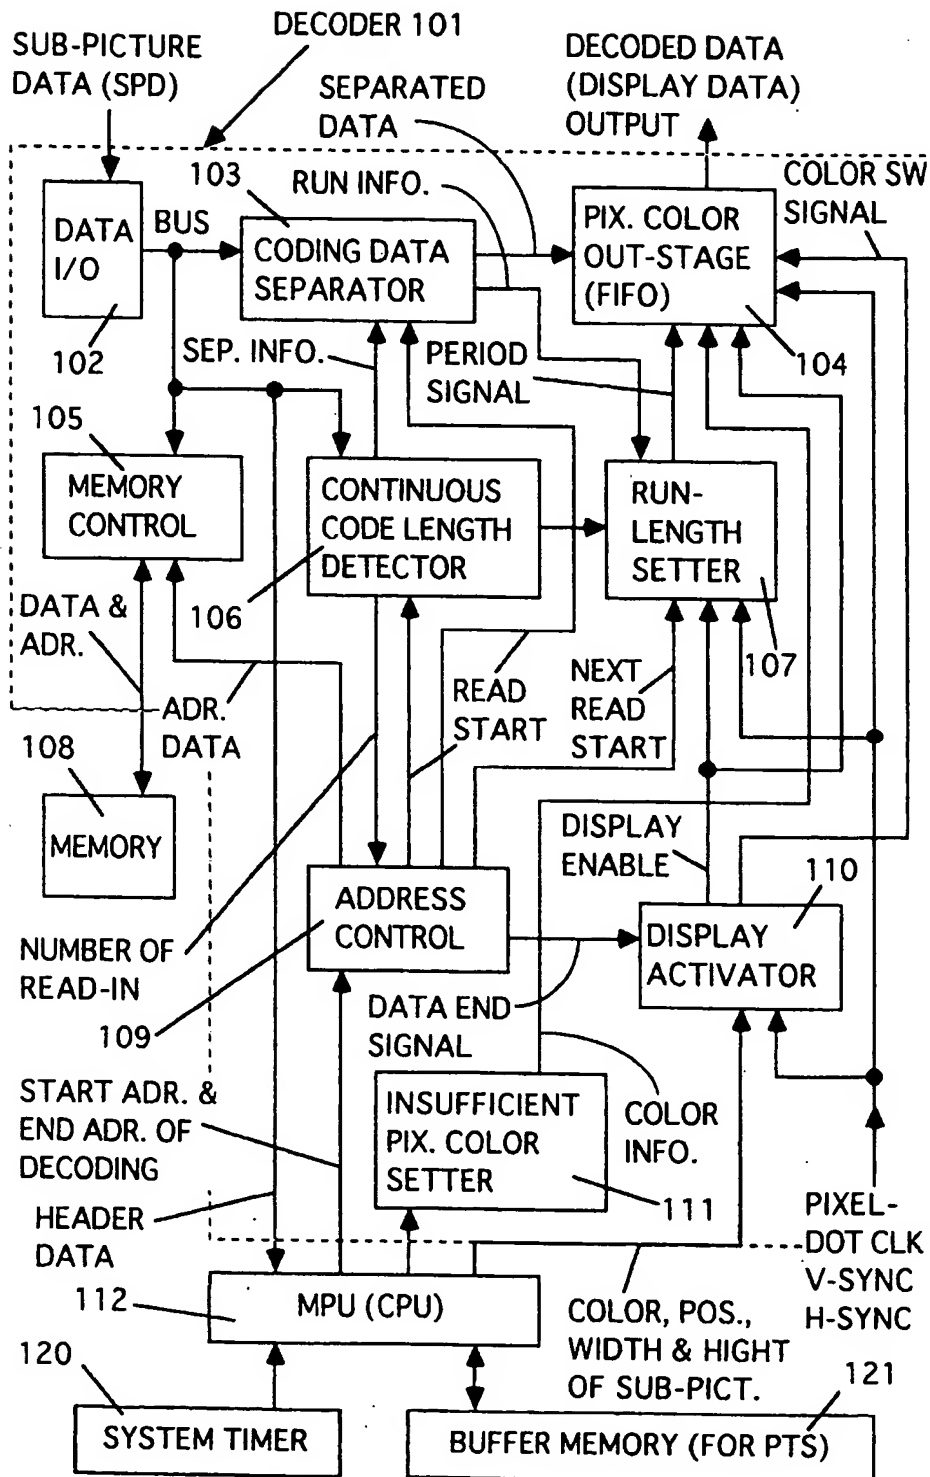 DECODER 101
SUB-PICTURE
DATA (SPD)
SEPARATED
DATA
DECODED DATA
(DISPLAY DATA)
OUTPUT
103
RUN INFO.
COLOR SW
SIGNAL
DATA
I/O
BUS
CODING DATA
SEPARATOR
PIX. COLOR
OUT-STAGE
(FIFO)
102
SEP. INFO.
PERIOD
SIGNAL
104
105
MEMORY
CONTROL
CONTINUOUS
CODE LENGTH
DETECTOR
RUN-
LENGTH
SETTER
106
107
DATA &
ADR.
ADR.
DATA
READ
START
NEXT
READ
START
108
MEMORY
DISPLAY
ENABLE
110
ADDRESS
CONTROL
DISPLAY
ACTIVATOR
NUMBER OF
READ-IN
109
DATA END
SIGNAL
START ADR. &
END ADR. OF
DECODING
INSUFFICIENT
PIX. COLOR
SETTER
COLOR
INFO.
111
HEADER
DATA
PIXEL-
DOT CLK
V-SYNC
H-SYNC
112
MPU (CPU)
COLOR, POS.,
WIDTH & HIGHT
OF SUB-PICT.
120
121
SYSTEM TIMER
BUFFER MEMORY (FOR PTS)